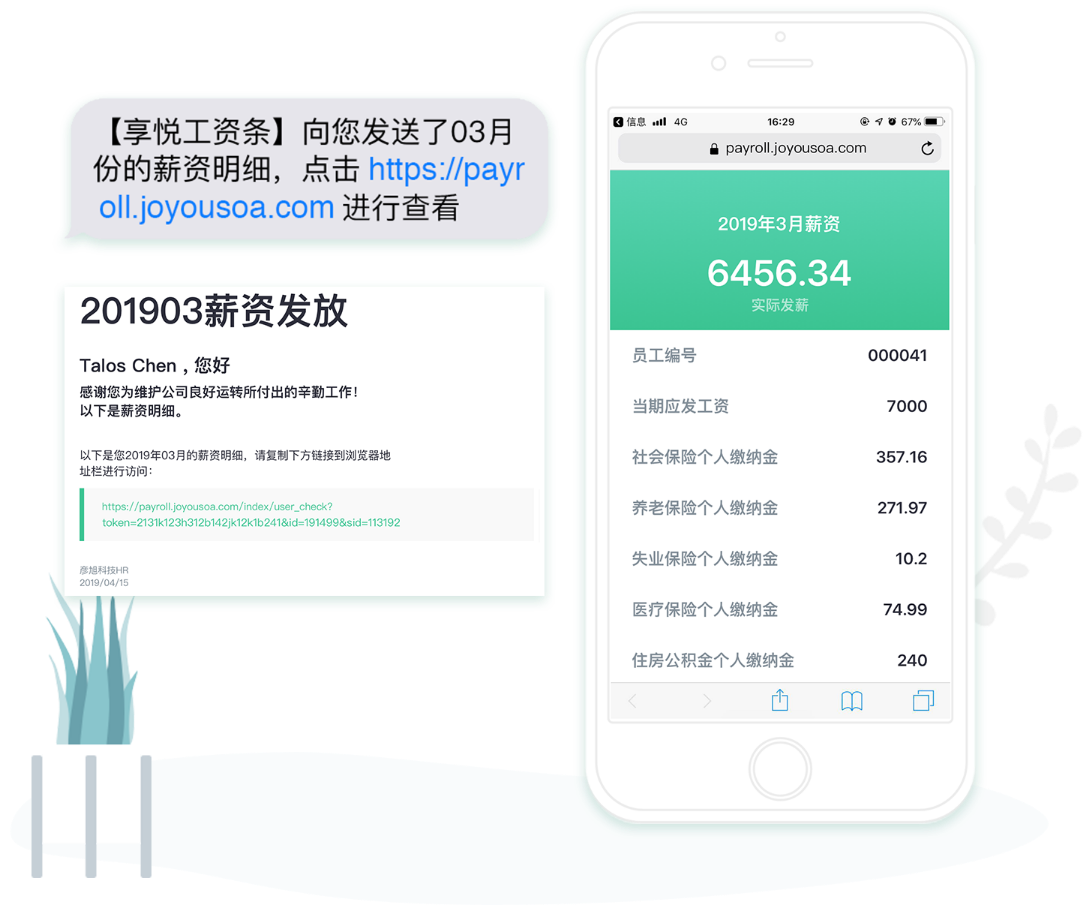 【享悦工资条】向您发送了03月
份的薪资明细，点击 https://payr
oll.joyousoa.com 进行查看
201903薪资发放
Talos Chen , 您好
感谢您为维护公司良好运转所付出的辛勤工作！
以下是薪资明细。
以下是您2019年03月的薪资明细，请复制下方链接到浏览器地
址栏进行访问：
https://payroll.joyousoa.com/index/user_check?
token=2131k123h312b142jk12k1b241&id=191499&sid=113192
彦旭科技HR
2019/04/15
信息 4G 16:29 67%
payroll.joyousoa.com
2019年3月薪资
6456.34
实际发薪
员工编号 000041
当期应发工资 7000
社会保险个人缴纳金 357.16
养老保险个人缴纳金 271.97
失业保险个人缴纳金 10.2
医疗保险个人缴纳金 74.99
住房公积金个人缴纳金 240